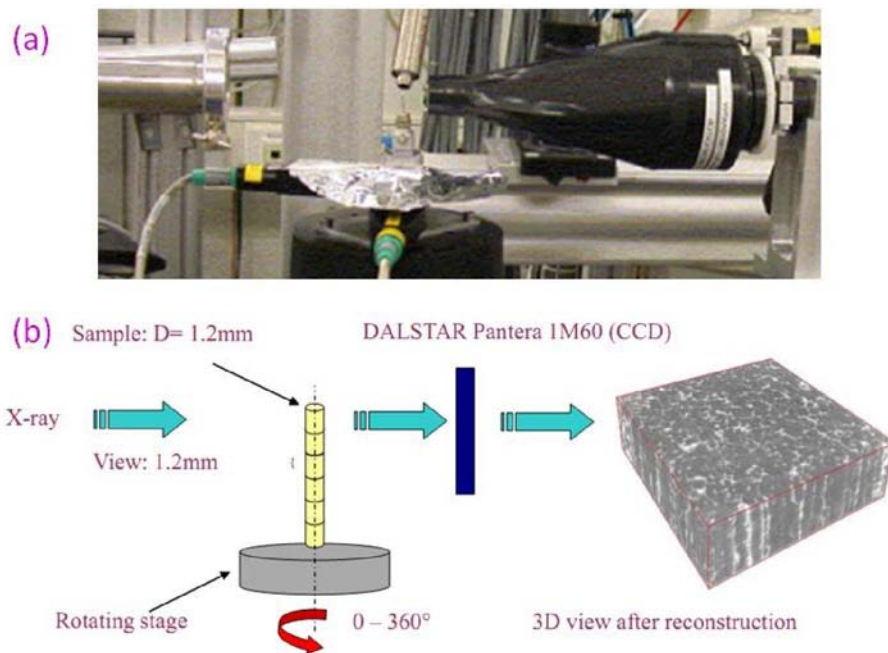 (a)
(b)
Sample: D= 1.2mm
DALSTAR Pantera 1M60 (CCD)
X-ray
View: 1.2mm
Rotating stage
0 – 360°
3D view after reconstruction